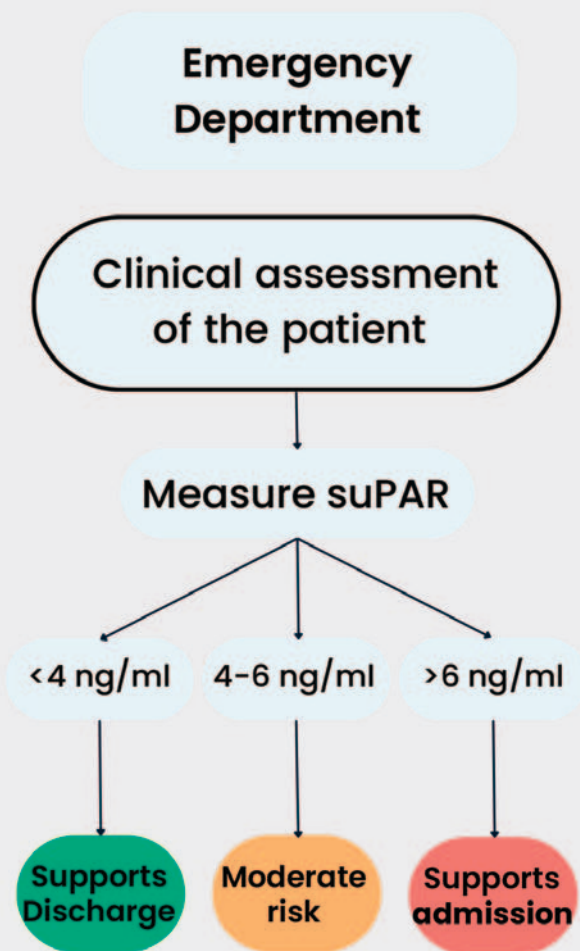 Emergency
Department
Clinical assessment
of the patient
Measure suPAR
<4 ng/ml
4-6 ng/ml
>6 ng/ml
Supports
Discharge
Moderate
risk
Supports
admission